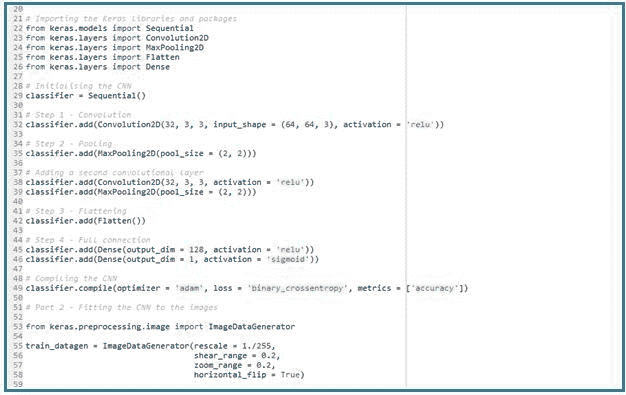 20
21 # Importing the Keras libraries and packages
22 from keras.models import Sequential
23 from keras.layers import Convolution2D
24 from keras.layers import MaxPooling2D
25 from keras.layers import Flatten
26 from keras.layers import Dense
27
28 # Initialising the CNN
29 classifier = Sequential()
30
31 # Step 1 - Convolution
32 classifier.add(Convolution2D(32, 3, 3, input_shape = (64, 64, 3), activation = 'relu'))
33
34 # Step 2 - Pooling
35 classifier.add(MaxPooling2D(pool_size = (2, 2)))
36
37 # Adding a second convolutional layer
38 classifier.add(Convolution2D(32, 3, 3, activation = 'relu'))
39 classifier.add(MaxPooling2D(pool_size = (2, 2)))
40
41 # Step 3 - Flattening
42 classifier.add(Flatten())
43
44 # Step 4 - Full connection
45 classifier.add(Dense(output_dim = 128, activation = 'relu'))
46 classifier.add(Dense(output_dim = 1, activation = 'sigmoid'))
47
48 # Compiling the CNN
49 classifier.compile(optimizer = 'adam', loss = 'binary_crossentropy', metrics = ['accuracy'])
50
51 # Part 2 - Fitting the CNN to the images
52
53 from keras.preprocessing.image import ImageDataGenerator
54
55 train_datagen = ImageDataGenerator(rescale = 1./255,
56 shear_range = 0.2,
57 zoom_range = 0.2,
58 horizontal_flip = True)
59